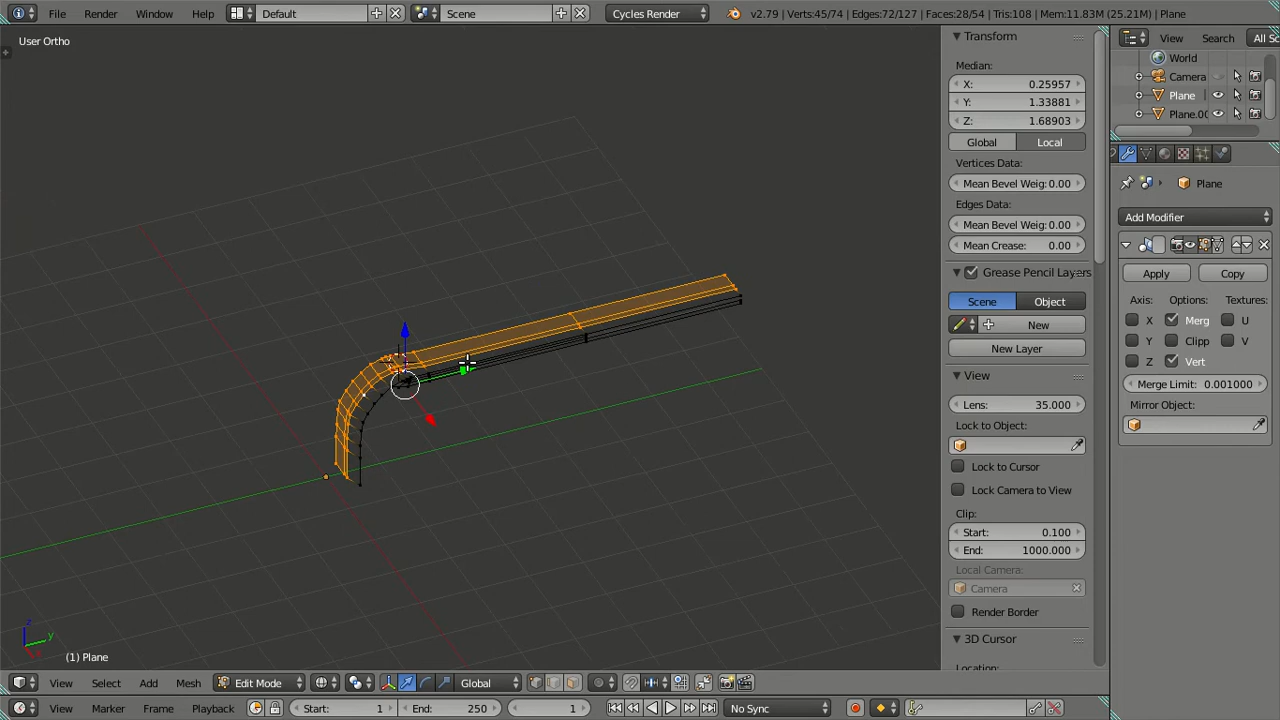 File Render Window Help Default Scene Cycles Render v2.79 | Verts:45/74 | Edges:72/127 | Faces:28/54 | Tris:108 | Mem:11.83M (25.21M) | Plane
User Ortho
Transform
Median:
X: 0.25957
Y: 1.33881
Z: 1.68903
Global Local
Vertices Data:
Mean Bevel Weig: 0.00
Edges Data:
Mean Bevel Weig: 0.00
Mean Crease: 0.00
Grease Pencil Layers
Scene Object
New
New Layer
View
Lens: 35.000
Lock to Object:
Lock to Cursor
Lock Camera to View
Clip:
Start: 0.100
End: 1000.000
Local Camera:
Camera
Render Border
3D Cursor
Location:
View Search All Sc
World
Camera
Plane
Plane.00
Plane
Add Modifier
Apply Copy
Axis: Options: Textures:
X Merg U
Y Clipp V
Z Vert
Merge Limit: 0.001000
Mirror Object:
z
y
(1) Plane
View Select Add Mesh Edit Mode Global
View Marker Frame Playback Start: 1 End: 250 1 No Sync